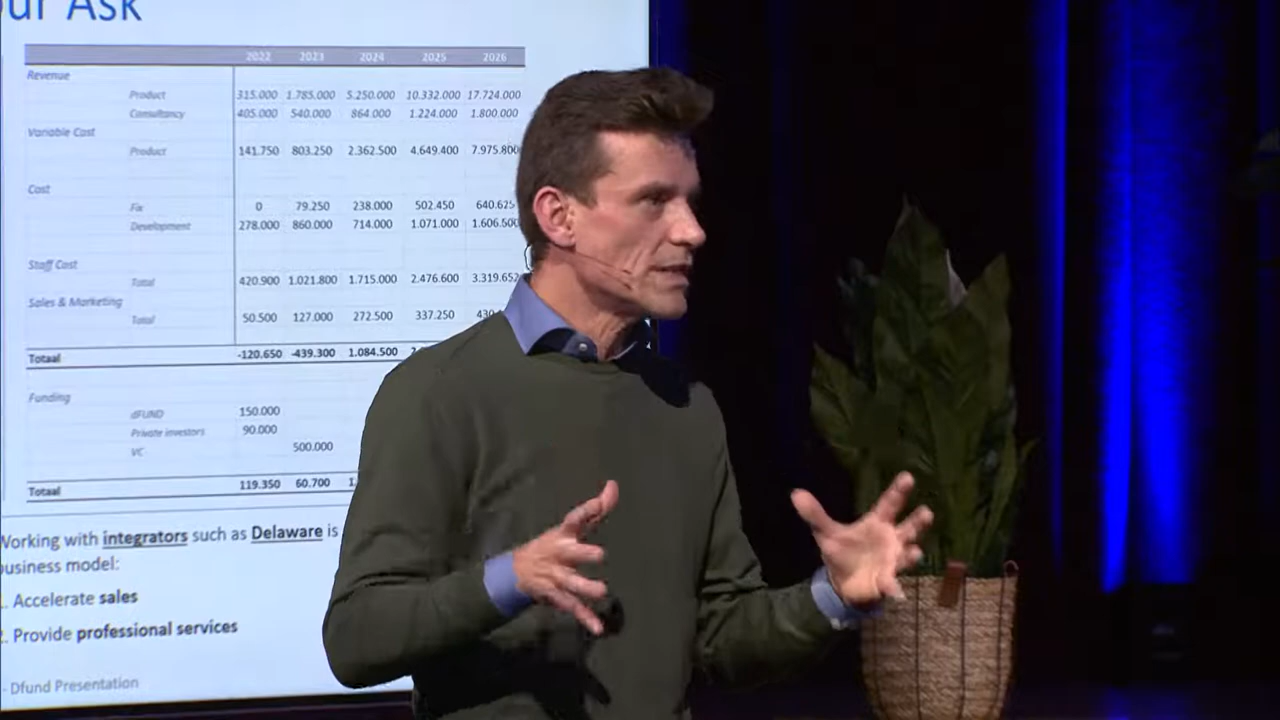 our Ask
2022 2023 2024 2025 2026
Revenue
Product 315.000 1.785.000 5.250.000 10.332.000 17.724.000
Consultancy 405.000 540.000 864.000 1.224.000 1.800.000
Variable Cost
Product 141.750 803.250 2.362.500 4.649.400 7.975.800
Cost
Fix 0 79.250 238.000 502.450 640.625
Development 278.000 860.000 714.000 1.071.000 1.606.500
Staff Cost
Total 420.900 1.021.800 1.715.000 2.476.600 3.319.652
Sales & Marketing
Total 50.500 127.000 272.500 337.250 430
Totaal -120.650 -439.300 1.084.500 2
Funding
dFUND 150.000
Private investors 90.000
VC 500.000
Totaal 119.350 60.700 1
Working with integrators such as Delaware is
business model:
. Accelerate sales
2. Provide professional services
- Dfund Presentation